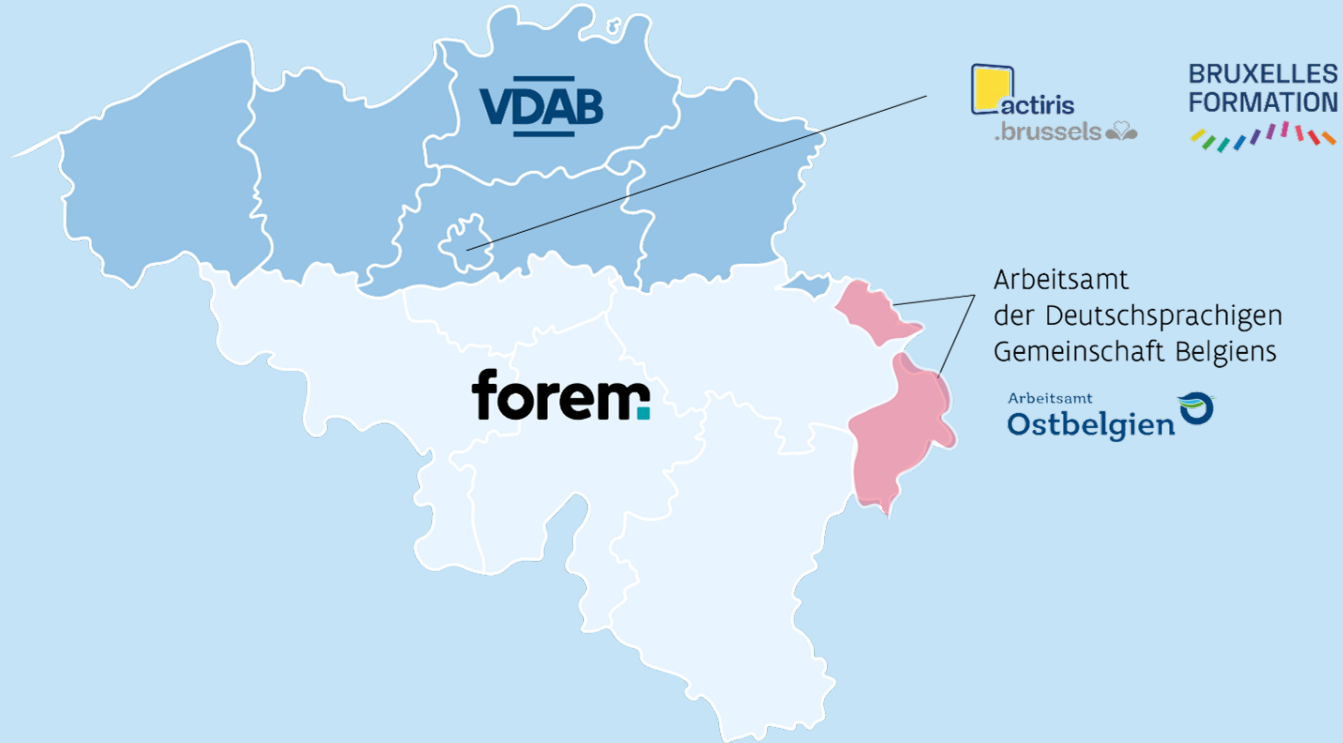 VDAB
actiris
.brussels
BRUXELLES
FORMATION
Arbeitsamt
der Deutschsprachigen
Gemeinschaft Belgiens
forem
Arbeitsamt
Ostbelgien